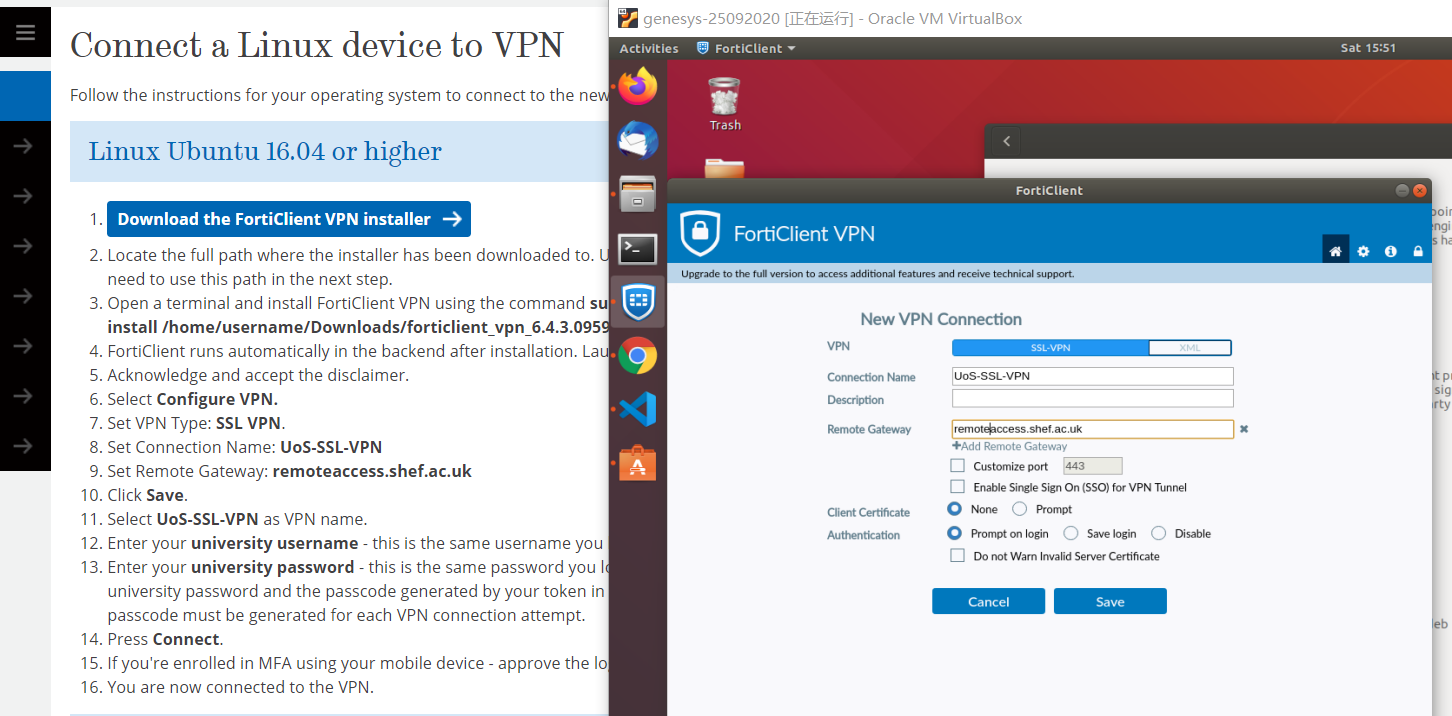 Connect a Linux device to VPN
Follow the instructions for your operating system to connect to the new
Linux Ubuntu 16.04 or higher
1. Download the FortiClient VPN installer
2. Locate the full path where the installer has been downloaded to.
need to use this path in the next step.
3. Open a terminal and install FortiClient VPN using the command su
install /home/username/Downloads/forticlient_vpn_6.4.3.0959
4. FortiClient runs automatically in the backend after installation. Lau
5. Acknowledge and accept the disclaimer.
6. Select Configure VPN.
7. Set VPN Type: SSL VPN.
8. Set Connection Name: UoS-SSL-VPN
9. Set Remote Gateway: remoteaccess.shef.ac.uk
10. Click Save.
11. Select UoS-SSL-VPN as VPN name.
12. Enter your university username - this is the same username you
13. Enter your university password - this is the same password you lo
university password and the passcode generated by your token in
passcode must be generated for each VPN connection attempt.
14. Press Connect.
15. If you're enrolled in MFA using your mobile device - approve the lo
16. You are now connected to the VPN.
genesys-25092020 [正在运行] - Oracle VM VirtualBox
Activities FortiClient Sat 15:51
Trash
FortiClient
FortiClient VPN
Upgrade to the full version to access additional features and receive technical support.
New VPN Connection
VPN SSL-VPN XML
Connection Name UoS-SSL-VPN
Description
Remote Gateway remoteaccess.shef.ac.uk
+Add Remote Gateway
Customize port 443
Enable Single Sign On (SSO) for VPN Tunnel
Client Certificate None Prompt
Authentication Prompt on login Save login Disable
Do not Warn Invalid Server Certificate
Cancel Save